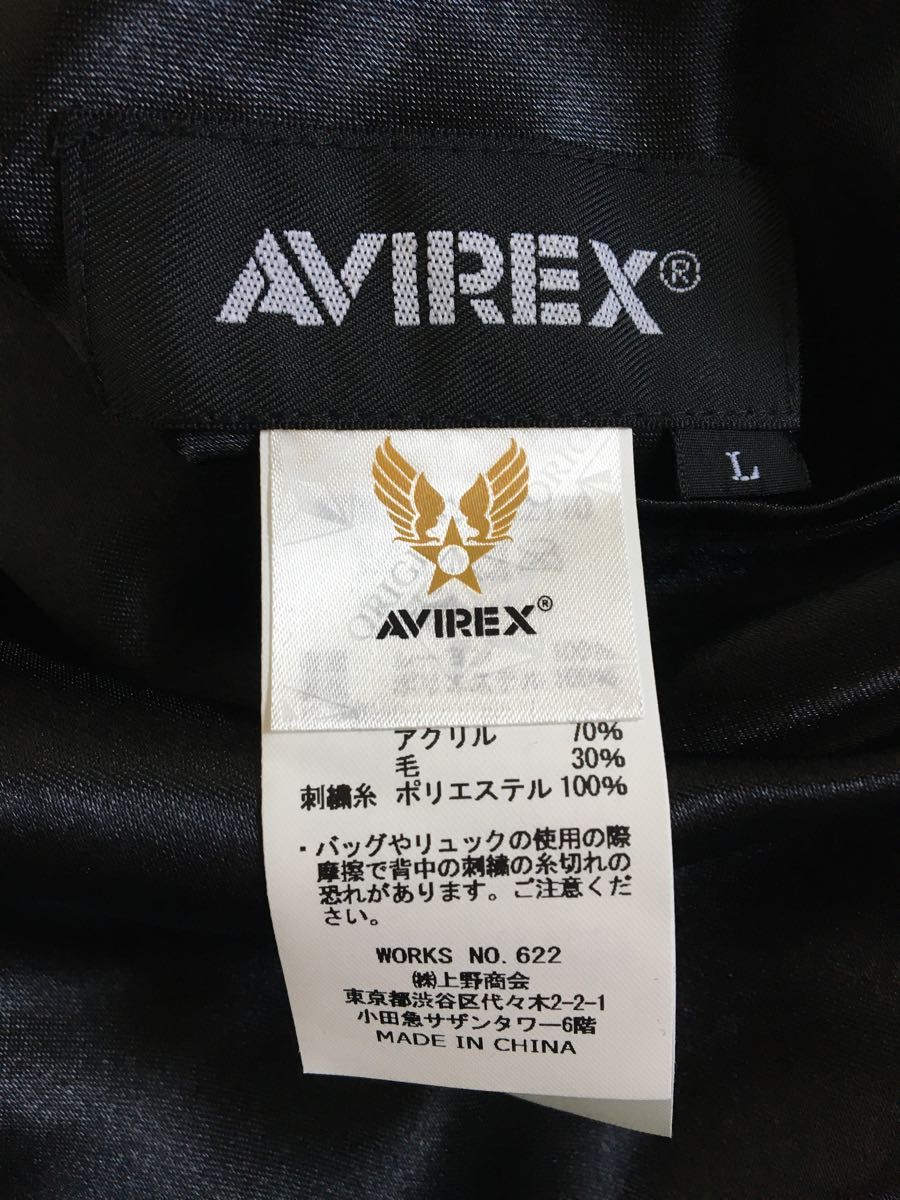 AVIREX®
L
AVIREX®
アクリル 70%
毛 30%
刺繍糸 ポリエステル 100%
・バッグやリュックの使用の際
摩擦で背中の刺繍の糸切れの
恐れがあります。ご注意くだ
さい。
WORKS NO.622
㈱上野商会
東京都渋谷区代々木2-2-1
小田急サザンタワー6階
MADE IN CHINA